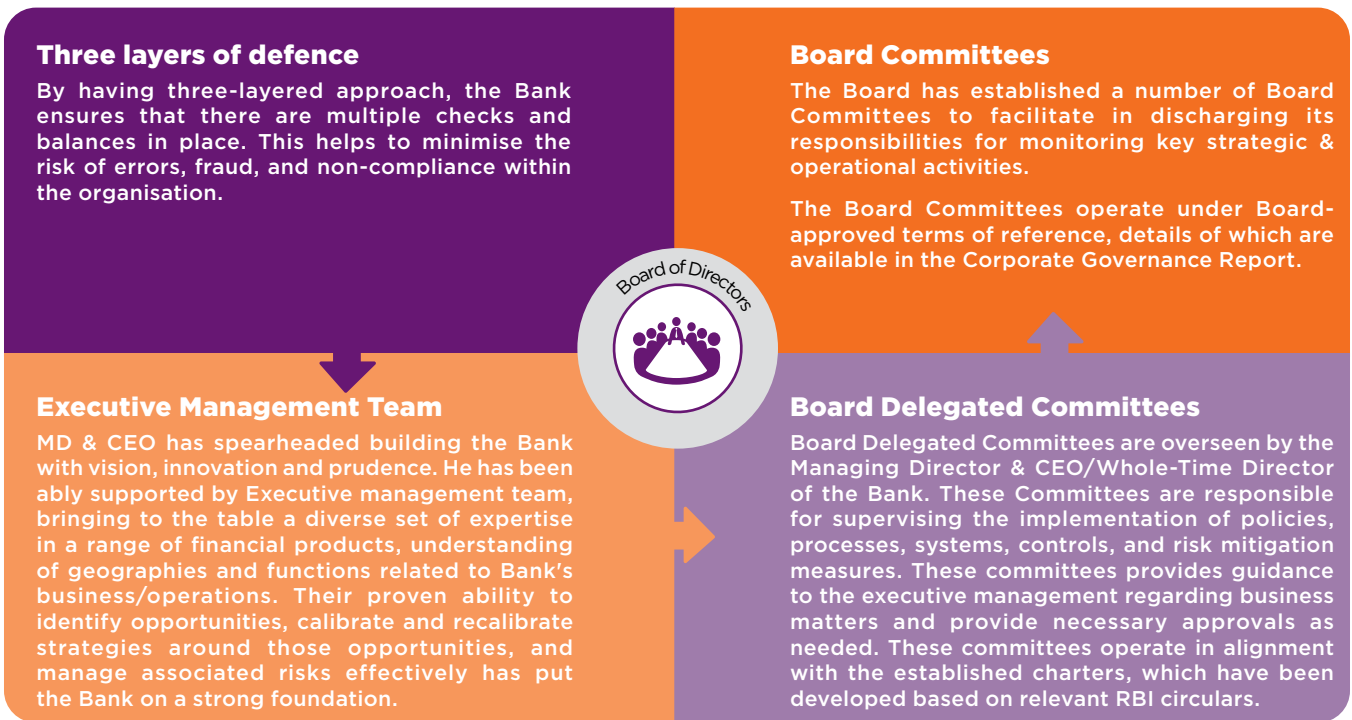 Three layers of defence
By having three-layered approach, the Bank
ensures that there are multiple checks and
balances in place. This helps to minimise the
risk of errors, fraud, and non-compliance within
the organisation.
Board Committees
The Board has established a number of Board
Committees to facilitate in discharging its
responsibilities for monitoring key strategic &
operational activities.
The Board Committees operate under Board-
approved terms of reference, details of which are
available in the Corporate Governance Report.
Board of Directors
Executive Management Team
MD & CEO has spearheaded building the Bank
with vision, innovation and prudence. He has been
ably supported by Executive management team,
bringing to the table a diverse set of expertise
in a range of financial products, understanding
of geographies and functions related to Bank's
business/operations. Their proven ability to
identify opportunities, calibrate and recalibrate
strategies around those opportunities, and
manage associated risks effectively has put
the Bank on a strong foundation.
Board Delegated Committees
Board Delegated Committees are overseen by the
Managing Director & CEO/Whole-Time Director
of the Bank. These Committees are responsible
for supervising the implementation of policies,
processes, systems, controls, and risk mitigation
measures. These committees provides guidance
to the executive management regarding business
matters and provide necessary approvals as
needed. These committees operate in alignment
with the established charters, which have been
developed based on relevant RBI circulars.